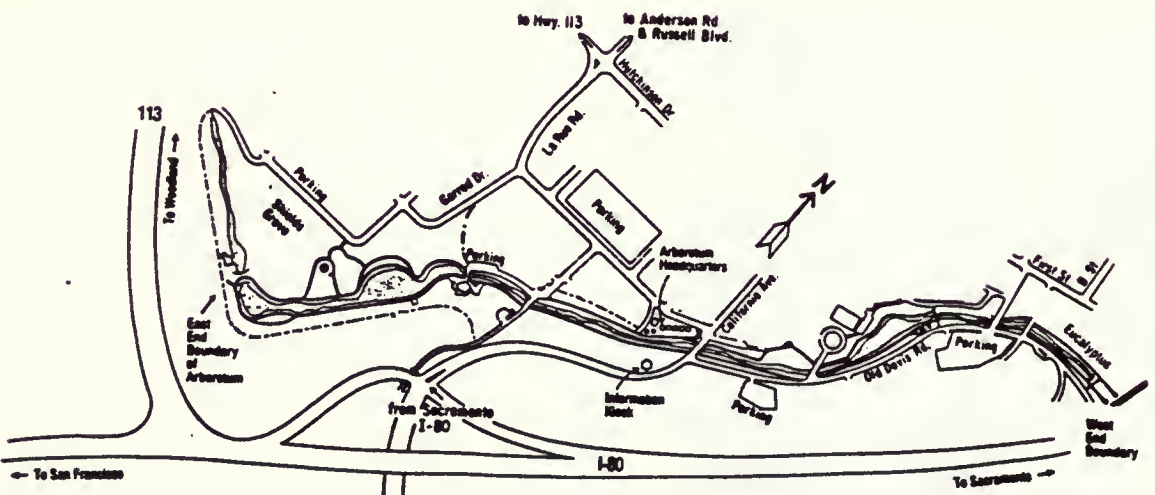 to Hwy. 113
to Anderson Rd
& Russell Blvd.
Hutchinson Dr
La Rue Rd.
113
To Woodland
Parking
Shields
Grove
Garrod Dr.
Parking
Parking
Arboretum
Headquarters
N
California Ave.
First St
B St
Eucalyptus
East
End
Boundary
of
Arboretum
Old Davis Rd.
Parking
Information
Kiosk
Parking
from Sacramento
I-80
West
End
Boundary
I-80
← To San Francisco
To Sacramento →